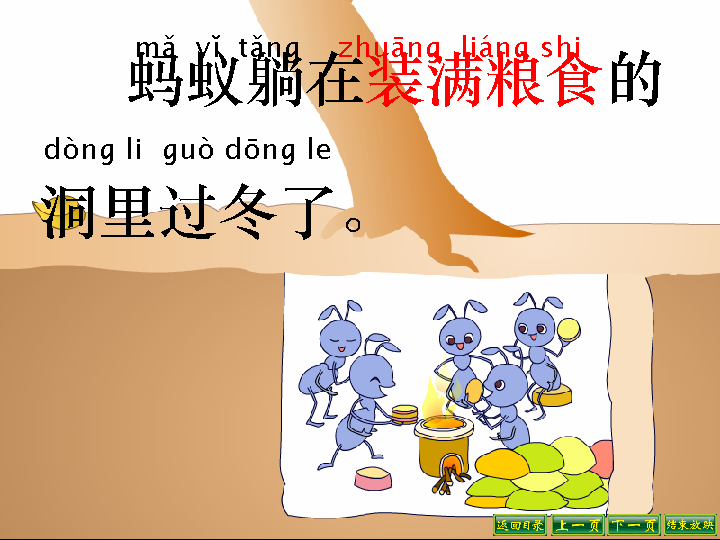 mǎ yǐ tǎng zhuāng liáng shi
蚂蚁躺在装满粮食的
dòng li guò dōng le
洞里过冬了。
返回目录 上一页 下一页 结束放映